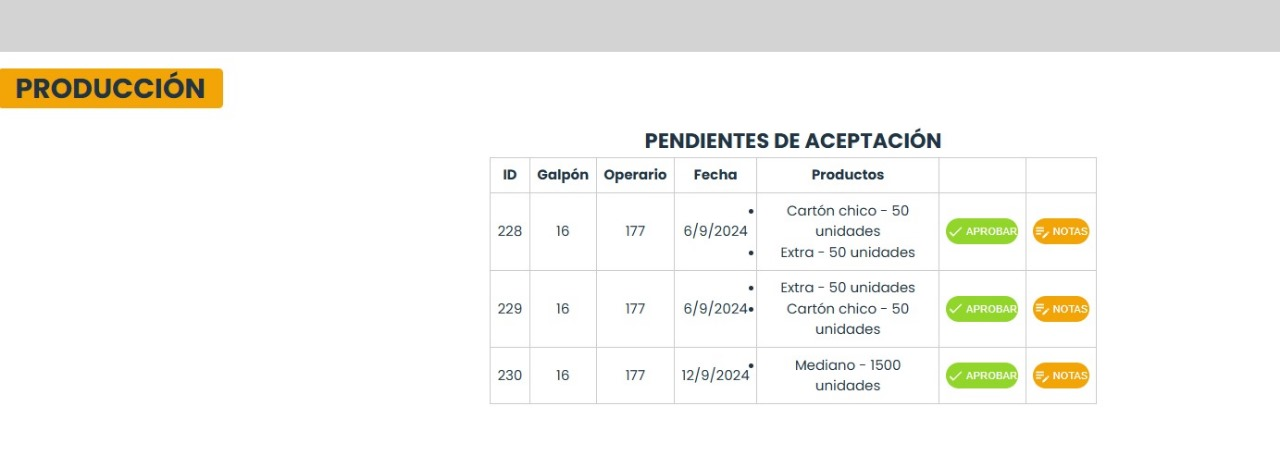 PRODUCCIÓN
PENDIENTES DE ACEPTACIÓN
ID Galpón Operario Fecha Productos
228 16 177 6/9/2024 • Cartón chico - 50
unidades
• Extra - 50 unidades
APROBAR NOTAS
229 16 177 6/9/2024 • Extra - 50 unidades
• Cartón chico - 50
unidades
APROBAR NOTAS
230 16 177 12/9/2024 • Mediano - 1500
unidades
APROBAR NOTAS